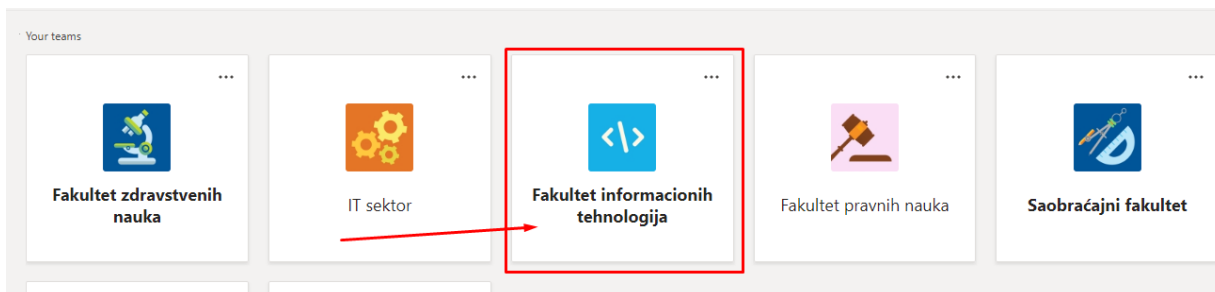 Your teams
Fakultet zdravstvenih
nauka
IT sektor
Fakultet informacionih
tehnologija
Fakultet pravnih nauka
Saobraćajni fakultet